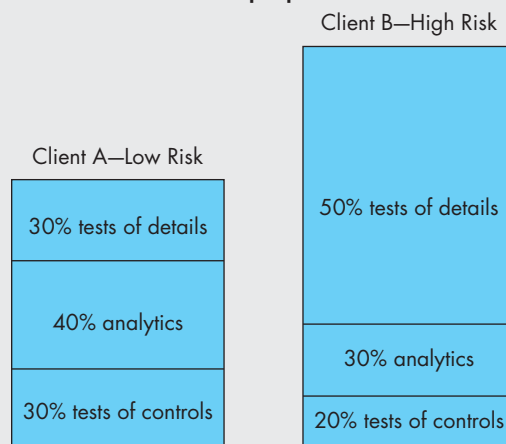 Client B—High Risk
Client A—Low Risk
50% tests of details
30% tests of details
40% analytics
30% analytics
30% tests of controls
20% tests of controls